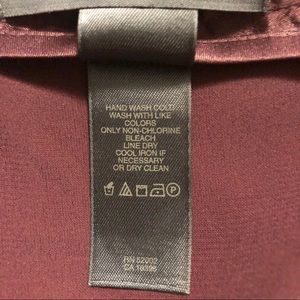 HAND WASH COLD
WASH WITH LIKE
COLORS
ONLY NON-CHLORINE
BLEACH
LINE DRY
COOL IRON IF
NECESSARY
OR DRY CLEAN
P
RN 52002
CA 16396